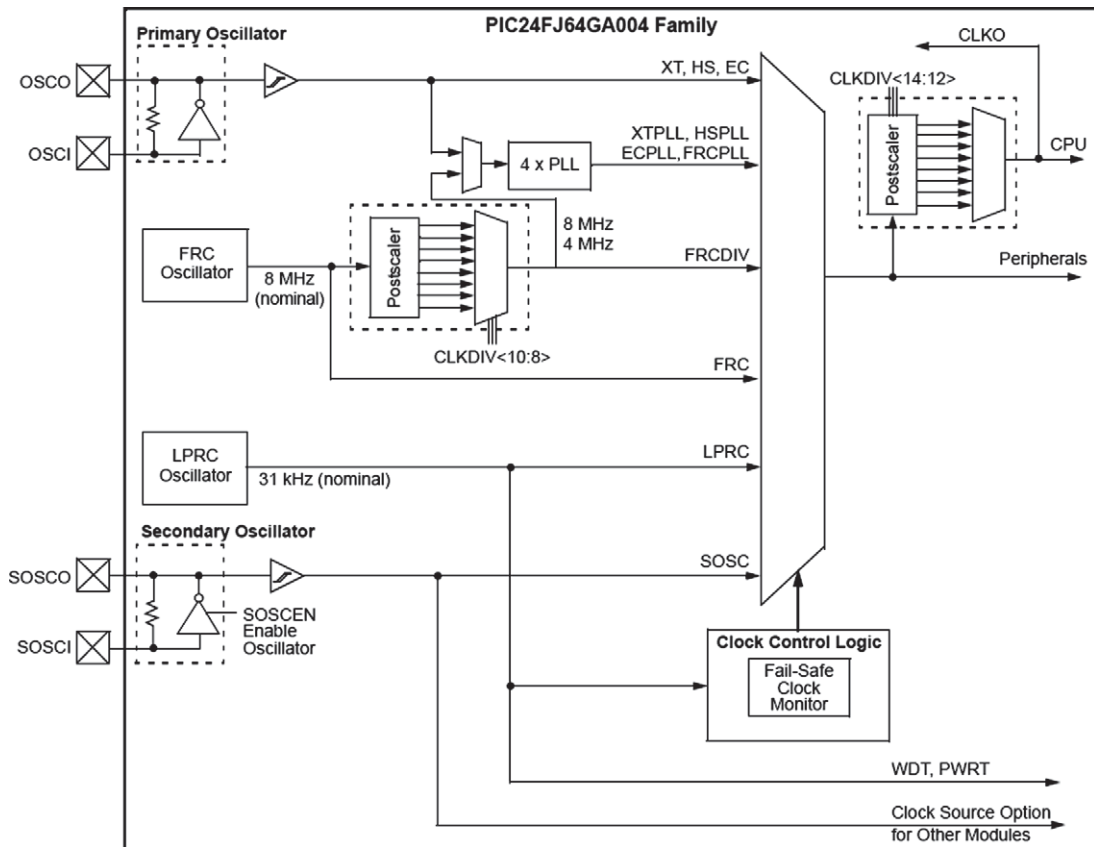 PIC24FJ64GA004 Family
Primary Oscillator
OSCO
OSCI
XT, HS, EC
CLKO
CLKDIV<14:12>
XTPLL, HSPLL
ECPLL,FRCPLL
4 x PLL
Postscaler
CPU
8 MHz
4 MHz
FRC
Oscillator
8 MHz
(nominal)
Postscaler
FRCDIV
Peripherals
CLKDIV<10:8>
FRC
LPRC
Oscillator
31 kHz (nominal)
LPRC
Secondary Oscillator
SOSCO
SOSCI
SOSC
SOSCEN
Enable
Oscillator
Clock Control Logic
Fail-Safe
Clock
Monitor
WDT, PWRT
Clock Source Option
for Other Modules